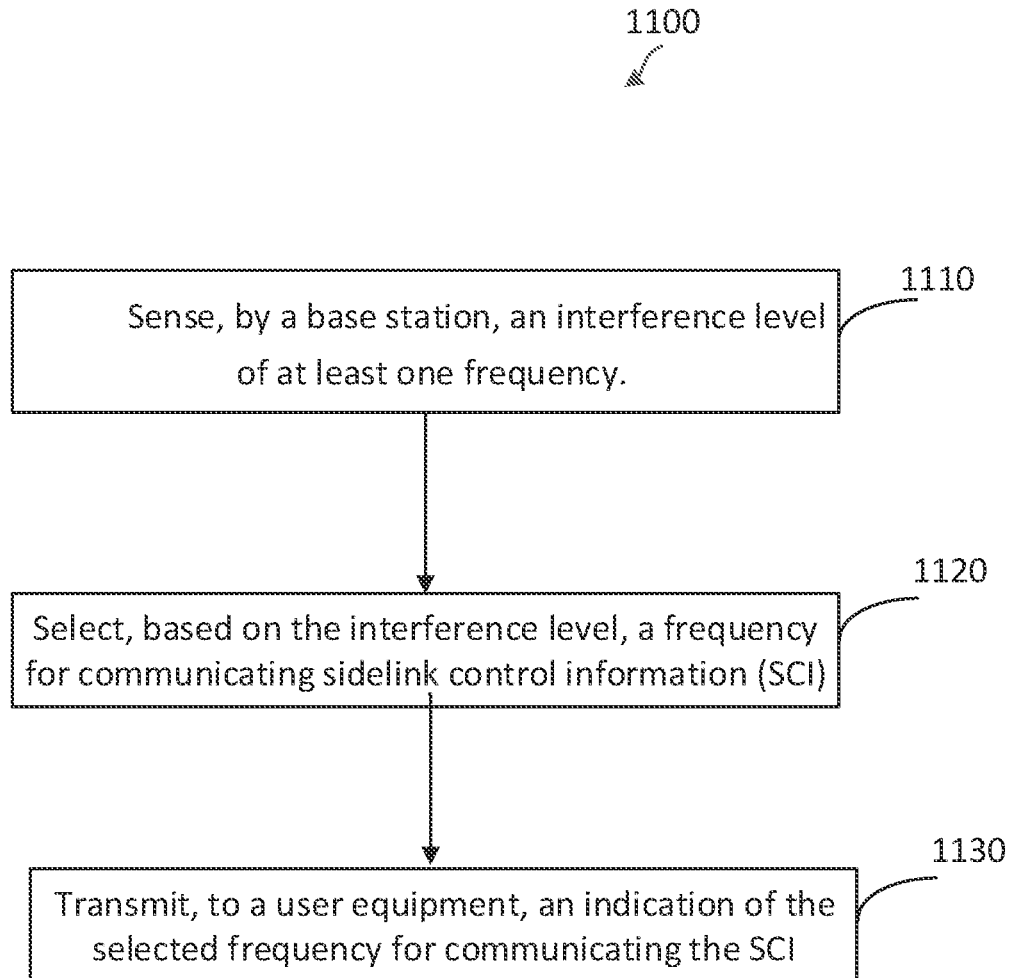 1100
1110
Sense, by a base station, an interference level
of at least one frequency.
1120
Select, based on the interference level, a frequency
for communicating sidelink control information (SCI)
1130
Transmit, to a user equipment, an indication of the
selected frequency for communicating the SCI